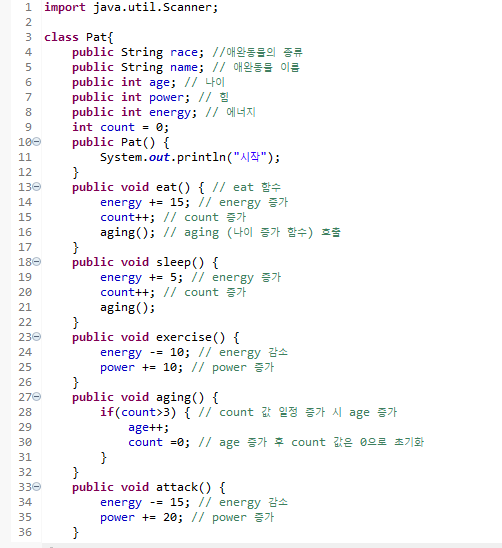 1 import java.util.Scanner;
2
3 class Pat{
4     public String race; //애완동물의 종류
5     public String name; // 애완동물 이름
6     public int age; // 나이
7     public int power; // 힘
8     public int energy; // 에너지
9     int count = 0;
10     public Pat() {
11         System.out.println("시작");
12     }
13     public void eat() { // eat 함수
14         energy += 15; // energy 증가
15         count++; // count 증가
16         aging(); // aging (나이 증가 함수) 호출
17     }
18     public void sleep() {
19         energy += 5; // energy 증가
20         count++; // count 증가
21         aging();
22     }
23     public void exercise() {
24         energy -= 10; // energy 감소
25         power += 10; // power 증가
26     }
27     public void aging() {
28         if(count>3) { // count 값 일정 증가 시 age 증가
29             age++;
30             count =0; // age 증가 후 count 값은 0으로 초기화
31         }
32     }
33     public void attack() {
34         energy -= 15; // energy 감소
35         power += 20; // power 증가
36     }